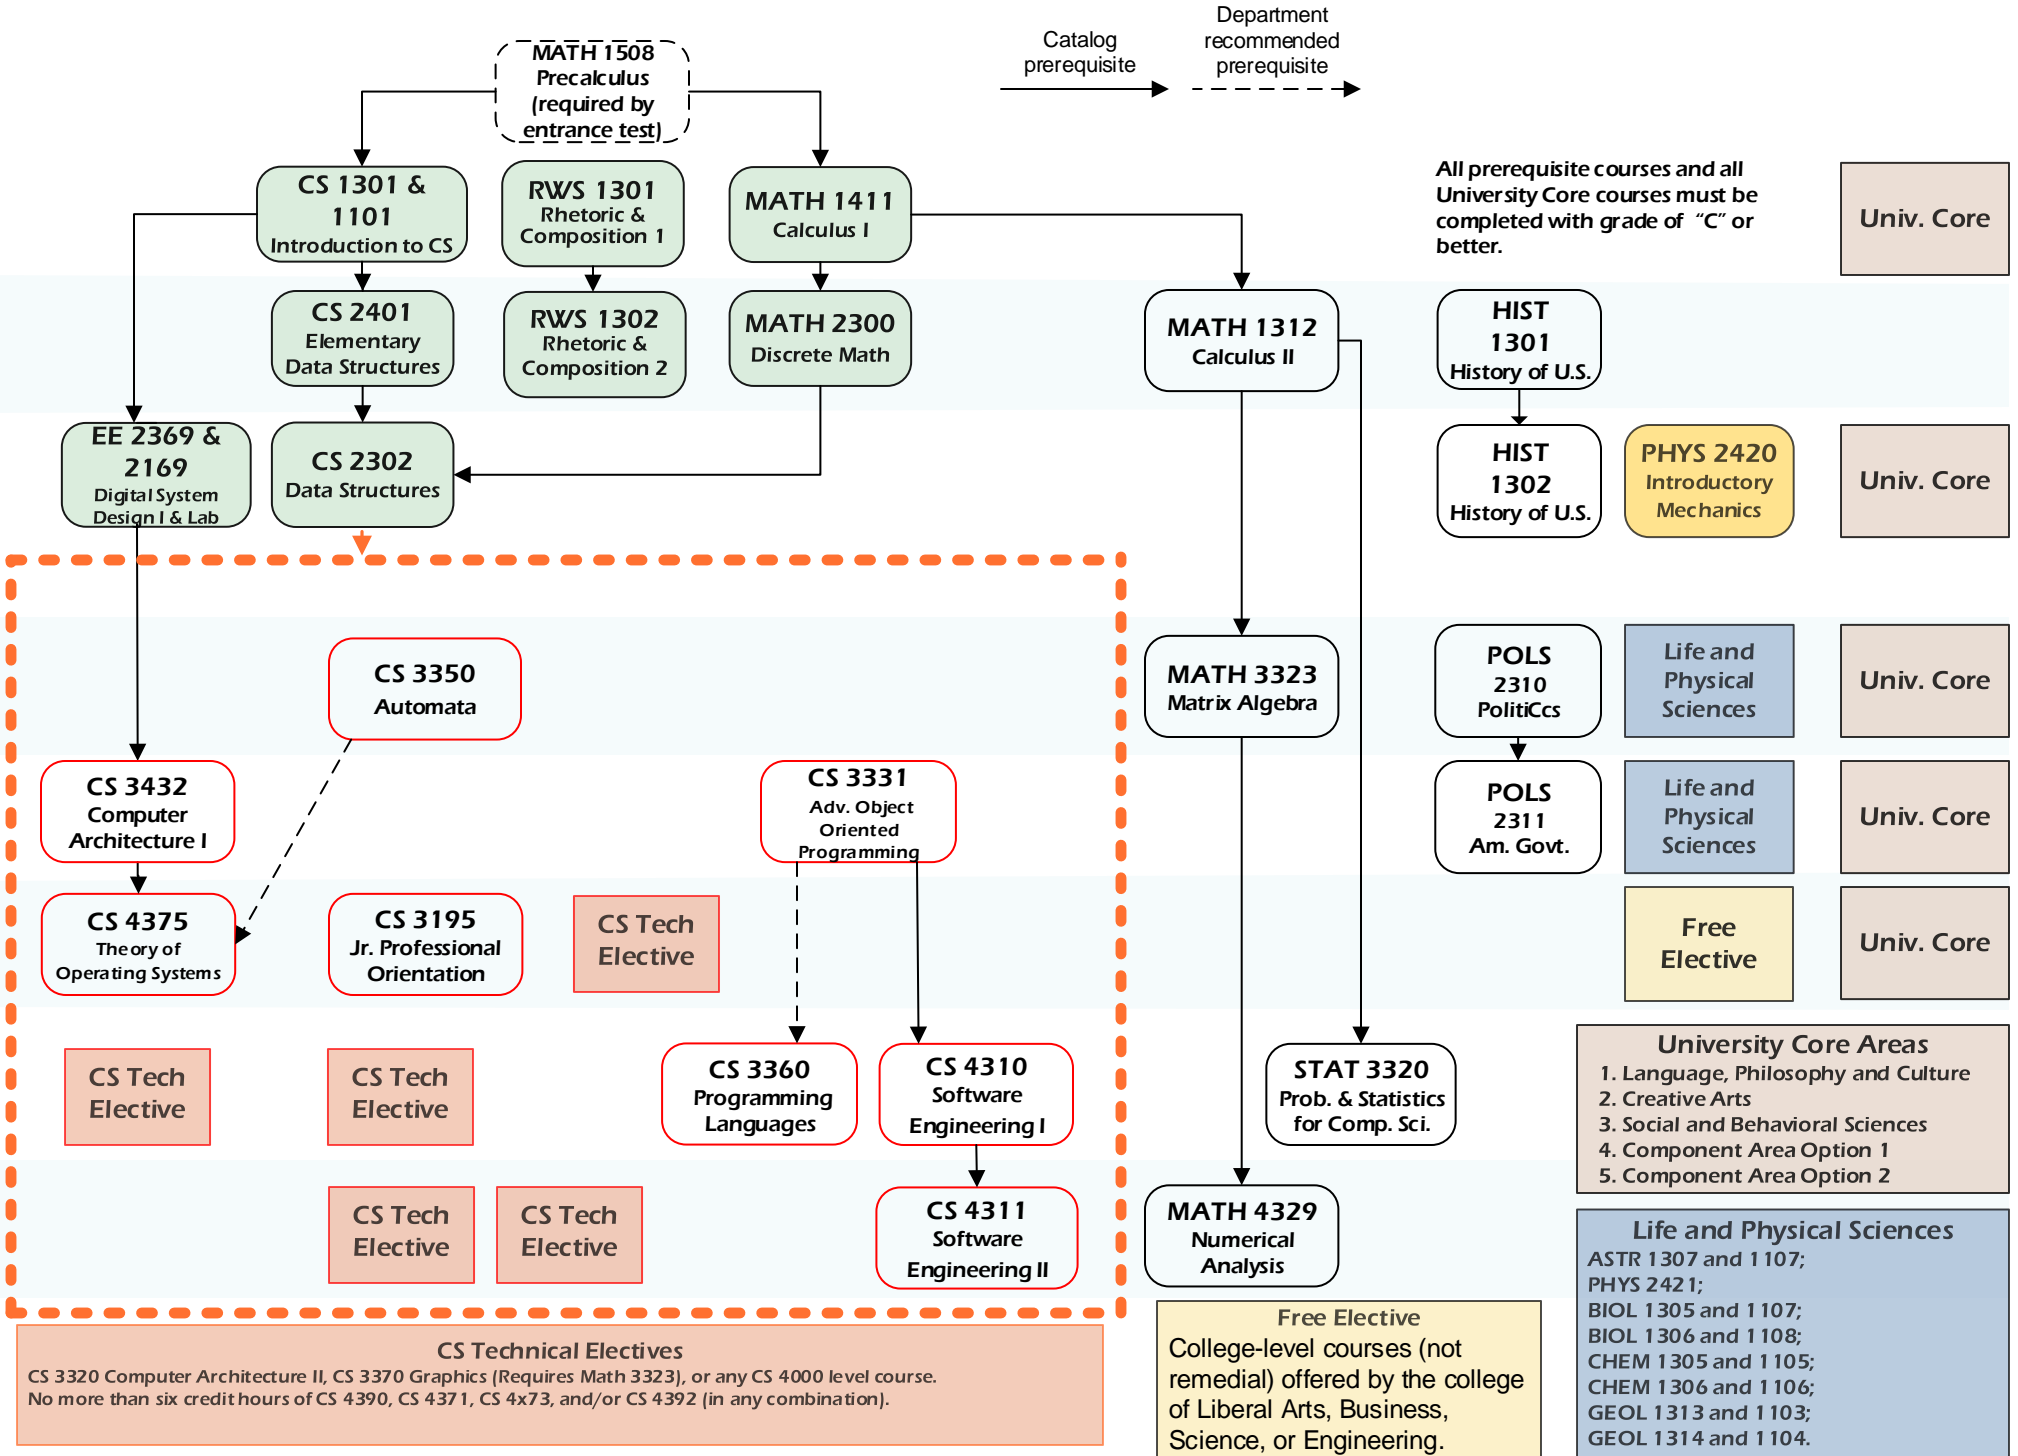 Department
recommended
prerequisite
Catalog
prerequisite
MATH 1508
Precalculus
(required by
entrance test)
CS 1301 &
1101
Introduction to CS
RWS 1301
Rhetoric &
Composition 1
MATH 1411
Calculus I
All prerequisite courses and all
University Core courses must be
completed with grade of “C” or
better.
Univ. Core
CS 2401
Elementary
Data Structures
RWS 1302
Rhetoric &
Composition 2
MATH 2300
Discrete Math
MATH 1312
Calculus II
HIST
1301
History of U.S.
EE 2369 &
2169
Digital System
Design I & Lab
CS 2302
Data Structures
HIST
1302
History of U.S.
PHYS 2420
Introductory
Mechanics
Univ. Core
CS 3350
Automata
MATH 3323
Matrix Algebra
POLS
2310
PolitiCcs
Life and
Physical
Sciences
Univ. Core
CS 3432
Computer
Architecture I
CS 3331
Adv. Object
Oriented
Programming
POLS
2311
Am. Govt.
Life and
Physical
Sciences
Univ. Core
CS 4375
Theory of
Operating Systems
CS 3195
Jr. Professional
Orientation
CS Tech
Elective
Free
Elective
Univ. Core
CS Tech
Elective
CS Tech
Elective
CS 3360
Programming
Languages
CS 4310
Software
Engineering I
STAT 3320
Prob. & Statistics
for Comp. Sci.
University Core Areas
1. Language, Philosophy and Culture
2. Creative Arts
3. Social and Behavioral Sciences
4. Component Area Option 1
5. Component Area Option 2
CS Tech
Elective
CS Tech
Elective
CS 4311
Software
Engineering II
MATH 4329
Numerical
Analysis
Life and Physical Sciences
ASTR 1307 and 1107;
PHYS 2421;
BIOL 1305 and 1107;
BIOL 1306 and 1108;
CHEM 1305 and 1105;
CHEM 1306 and 1106;
GEOL 1313 and 1103;
GEOL 1314 and 1104.
CS Technical Electives
CS 3320 Computer Architecture II, CS 3370 Graphics (Requires Math 3323), or any CS 4000 level course.
No more than six credit hours of CS 4390, CS 4371, CS 4x73, and/or CS 4392 (in any combination).
Free Elective
College-level courses (not
remedial) offered by the college
of Liberal Arts, Business,
Science, or Engineering.